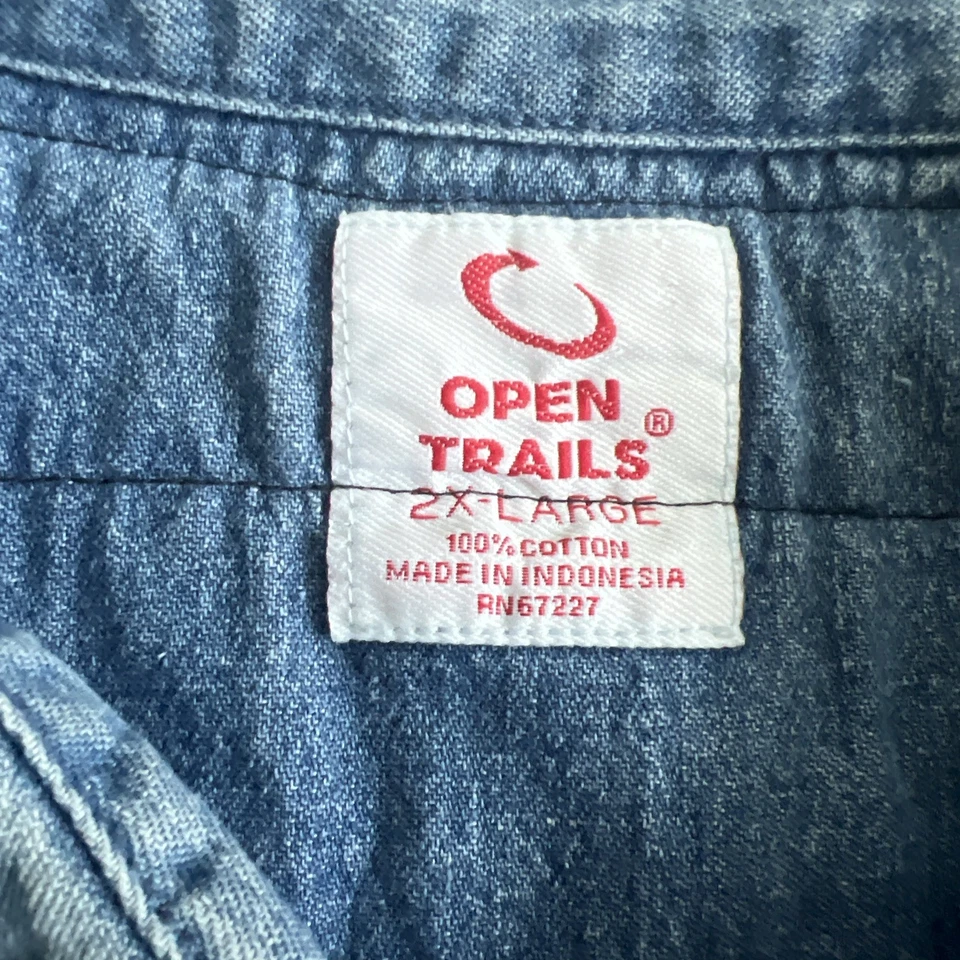 OPEN
TRAILS®
2X-LARGE
100% COTTON
MADE IN INDONESIA
RN67227